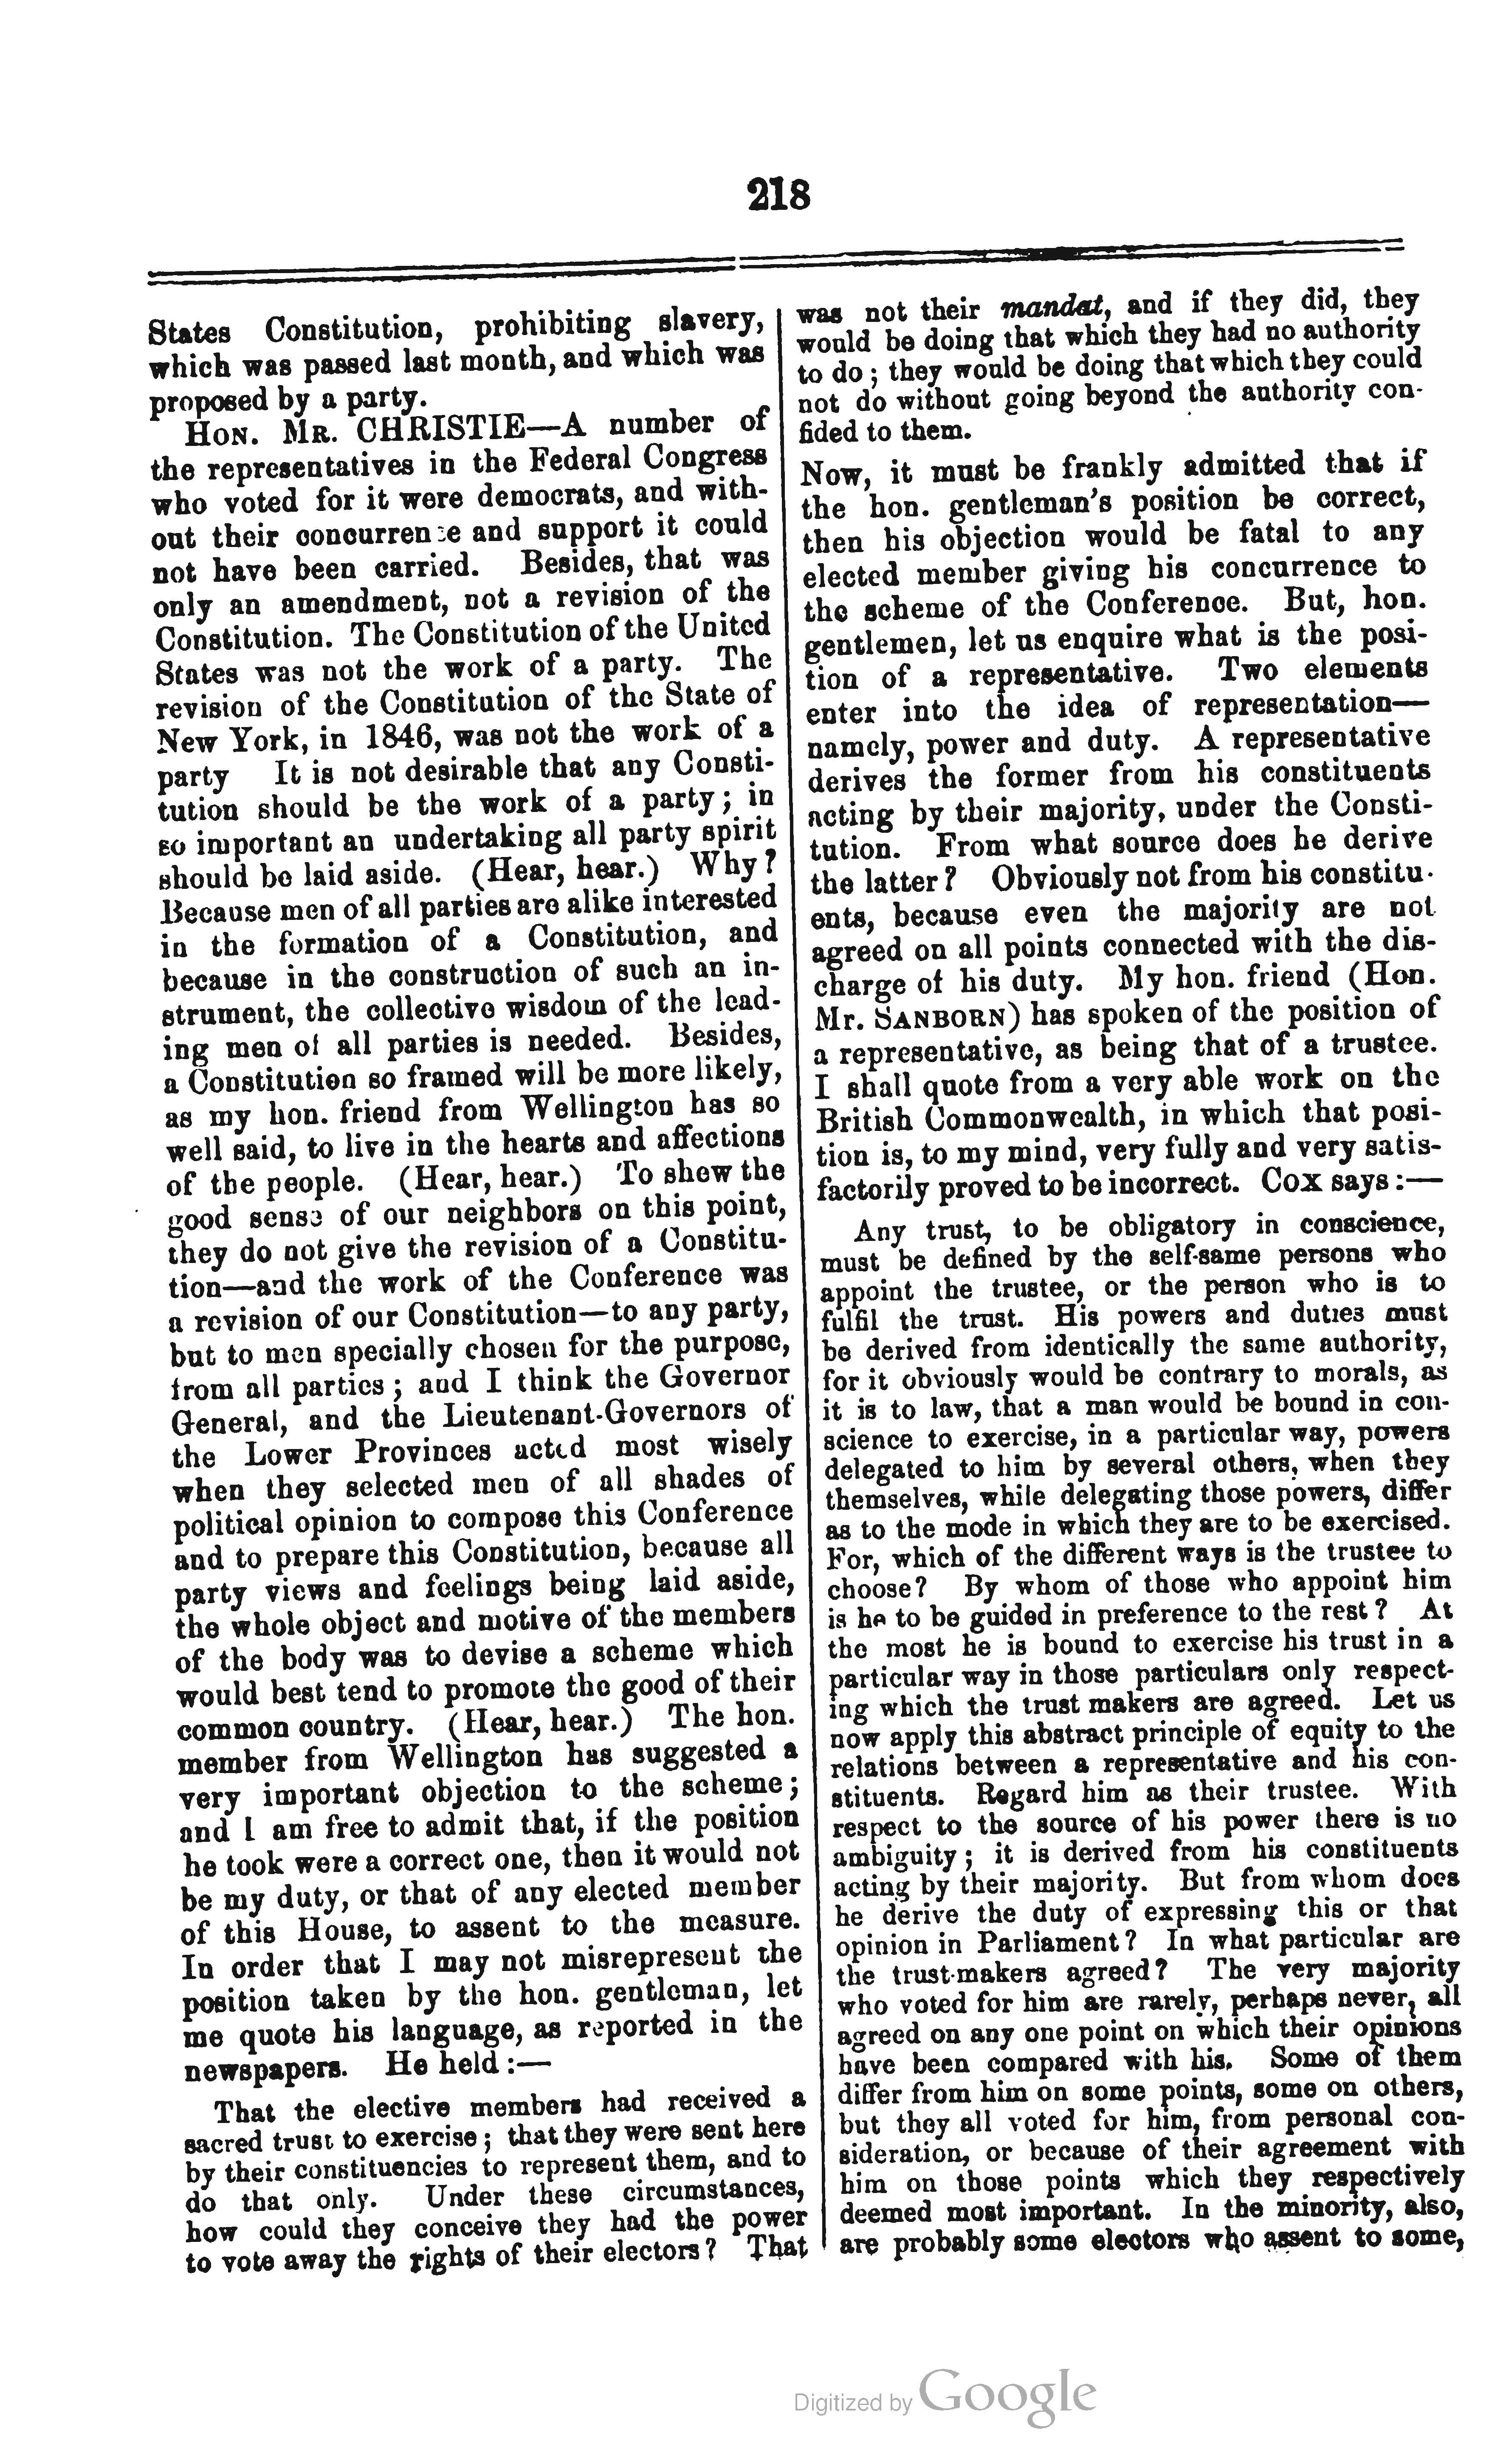 218
States Constitution, prohibiting slavery,
which was passed last month, and which was
proposed by a party.
HON. MR. CHRISTIE—A number of
the representatives in the Federal Congress
who voted for it were democrats, and with-
out their concurrence and support it could
not have been carried. Besides, that was
only an amendment, not a revision of the
Constitution. The Constitution of the United
States was not the work of a party. The
revision of the Constitution of the State of
New York, in 1846, was not the work of a
party It is not desirable that any Consti-
tution should be the work of a party; in
so important an undertaking all party spirit
should be laid aside. (Hear, hear.) Why?
Because men of all parties are alike interested
in the formation of a Constitution, and
because in the construction of such an in-
strument, the collective wisdom of the lead-
ing men of all parties is needed. Besides,
a Constitution so framed will be more likely,
as my hon. friend from Wellington has so
well said, to live in the hearts and affections
of the people. (Hear, hear.) To shew the
good sense of our neighbors on this point,
they do not give the revision of a Constitu-
tion—and the work of the Conference was
a revision of our Constitution—to any party,
but to men specially chosen for the purpose,
from all parties; and I think the Governor
General, and the Lieutenant-Governors of
the Lower Provinces acted most wisely
when they selected men of all shades of
political opinion to compose this Conference
and to prepare this Constitution, because all
party views and feelings being laid aside,
the whole object and motive of the members
of the body was to devise a scheme which
would best tend to promote the good of their
common country. (Hear, hear.) The hon.
member from Wellington has suggested a
very important objection to the scheme;
and I am free to admit that, if the position
he took were a correct one, then it would not
be my duty, or that of any elected member
of this House, to assent to the measure.
In order that I may not misrepresent the
position taken by the hon. gentleman, let
me quote his language, as reported in the
newspapers. He held:—
That the elective members had received a
sacred trust to exercise; that they were sent here
by their constituencies to represent them, and to
do that only. Under these circumstances,
how could they conceive they had the power
to vote away the rights of their electors? That
was not their mandat, and if they did, they
would be doing that which they had no authority
to do; they would be doing that which they could
not do without going beyond the authority con-
fided to them.
Now, it must be frankly admitted that if
the hon. gentleman's position be correct,
then his objection would be fatal to any
elected member giving his concurrence to
the scheme of the Conference. But, hon.
gentlemen, let us enquire what is the posi-
tion of a representative. Two elements
enter into the idea of representation—
namely, power and duty. A representative
derives the former from his constituents
acting by their majority, under the Consti-
tution. From what source does he derive
the latter? Obviously not from his constitu-
ents, because even the majority are not
agreed on all points connected with the dis-
charge of his duty. My hon. friend (Hon.
Mr. SANBORN) has spoken of the position of
a representative, as being that of a trustee.
I shall quote from a very able work on the
British Commonwealth, in which that posi-
tion is, to my mind, very fully and very satis-
factorily proved to be incorrect. COX says:—
Any trust, to be obligatory in conscience,
must be defined by the self-same persons who
appoint the trustee, or the person who is to
fulfil the trust. His powers and duties must
be derived from identically the same authority,
for it obviously would be contrary to morals, as
it is to law, that a man would be bound in con-
science to exercise, in a particular way, powers
delegated to him by several others, when they
themselves, while delegating those powers, differ
as to the mode in which they are to be exercised.
For, which of the different ways is the trustee to
choose? By whom of those who appoint him
is he to be guided in preference to the rest? At
the most he is bound to exercise his trust in a
particular way in those particulars only respect-
ing which the trust makers are agreed. Let us
now apply this abstract principle of equity to the
relations between a representative and his con-
stituents. Regard him as their trustee. With
respect to the source of his power there is no
ambiguity; it is derived from his constituents
acting by their majority. But from whom does
he derive the duty of expressing this or that
opinion in Parliament? In what particular are
the trust-makers agreed? The very majority
who voted for him are rarely, perhaps never, all
agreed on any one point on which their opinions
have been compared with his. Some of them
differ from him on some points, some on others,
but they all voted for him, from personal con-
sideration, or because of their agreement with
him on those points which they respectively
deemed most important. In the minority, also,
are probably some electors who assent to some,
Digitized by Google